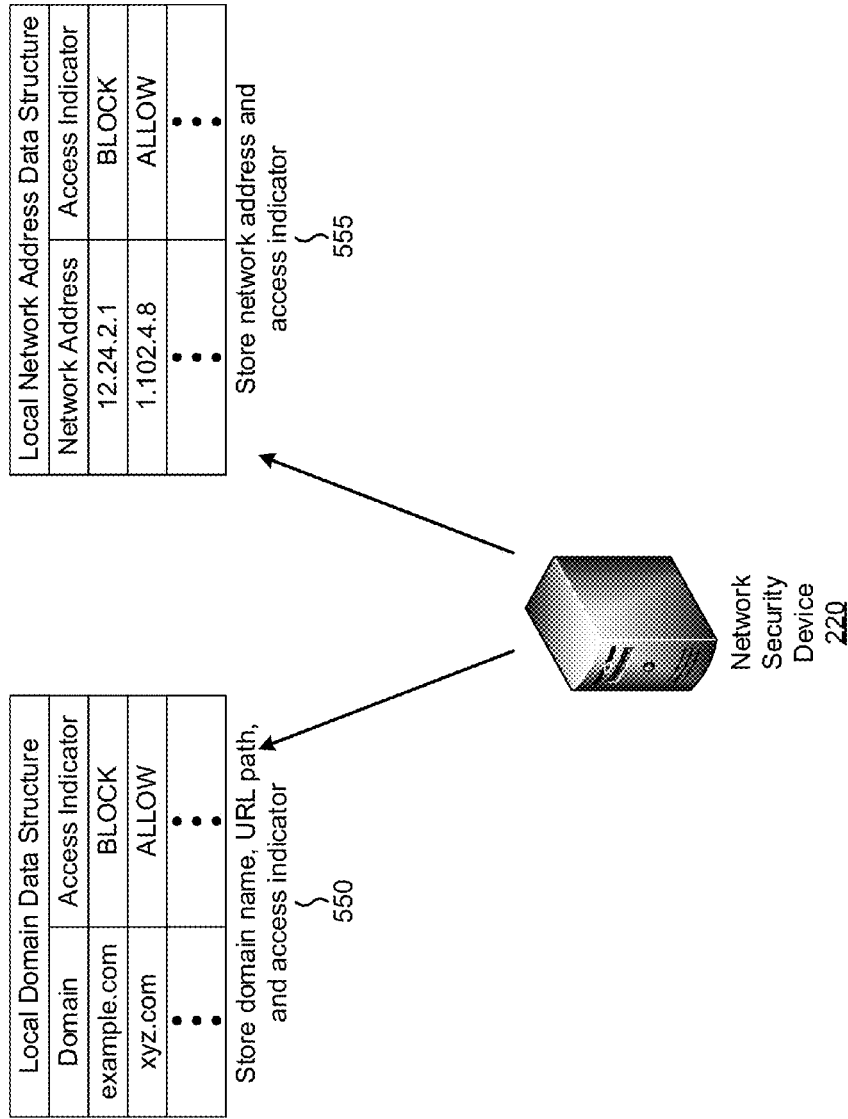 Local Domain Data Structure
Domain Access Indicator
example.com BLOCK
xyz.com ALLOW
Store domain name, URL path,
and access indicator
550
Local Network Address Data Structure
Network Address Access Indicator
12.24.2.1 BLOCK
1.102.4.8 ALLOW
Store network address and
access indicator
555
Network
Security
Device
220